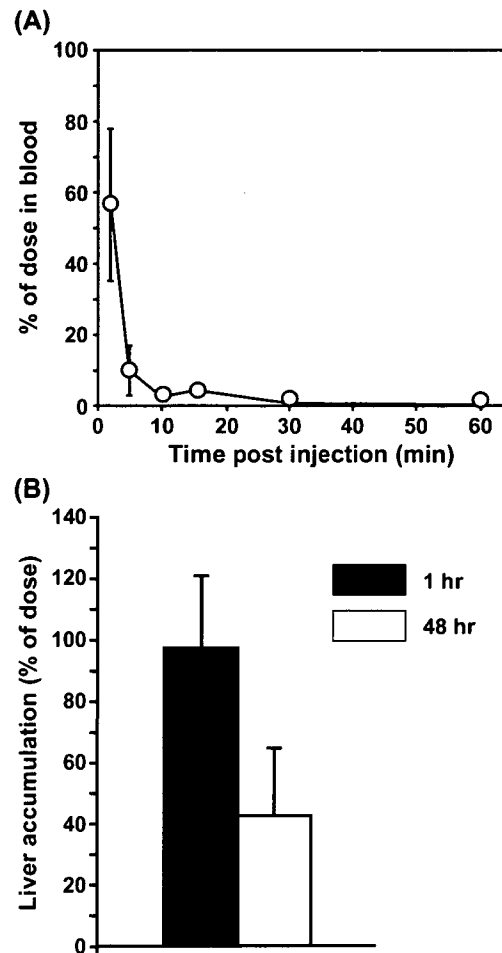 (A)
100
80
60
40
20
0
% of dose in blood
0 10 20 30 40 50 60
Time post injection (min)
(B)
140
120
100
80
60
40
20
0
Liver accumulation (% of dose)
1 hr
48 hr